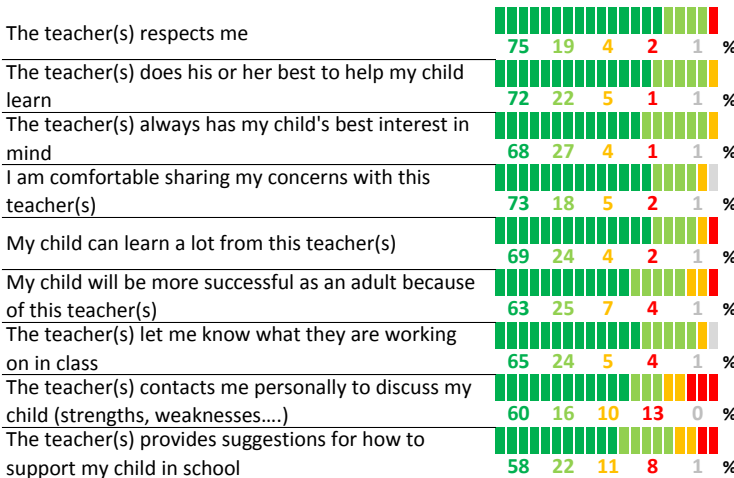 The teacher(s) respects me
75 19 4 2 1 %
The teacher(s) does his or her best to help my child
learn
72 22 5 1 1 %
The teacher(s) always has my child's best interest in
mind
68 27 4 1 1 %
I am comfortable sharing my concerns with this
teacher(s)
73 18 5 2 1 %
My child can learn a lot from this teacher(s)
69 24 4 2 1 %
My child will be more successful as an adult because
of this teacher(s)
63 25 7 4 1 %
The teacher(s) let me know what they are working
on in class
65 24 5 4 1 %
The teacher(s) contacts me personally to discuss my
child (strengths, weaknesses....)
60 16 10 13 0 %
The teacher(s) provides suggestions for how to
support my child in school
58 22 11 8 1 %